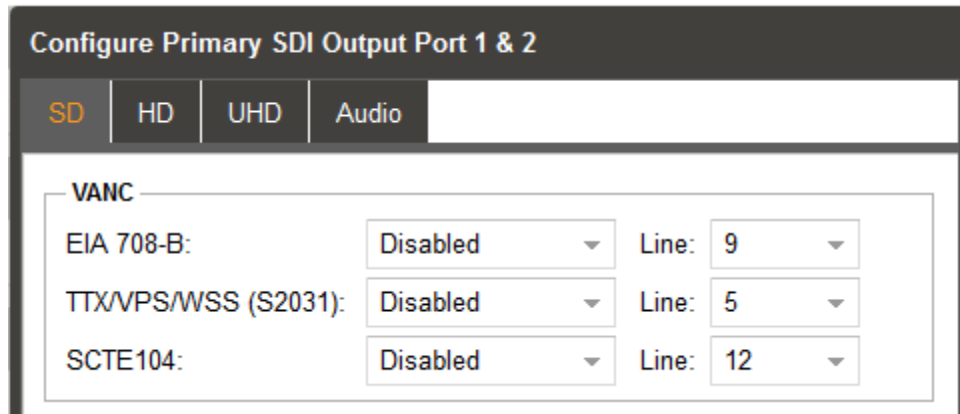 Configure Primary SDI Output Port 1 & 2
SD HD UHD Audio
VANC
EIA 708-B: Disabled Line: 9
TTX/VPS/WSS (S2031): Disabled Line: 5
SCTE104: Disabled Line: 12